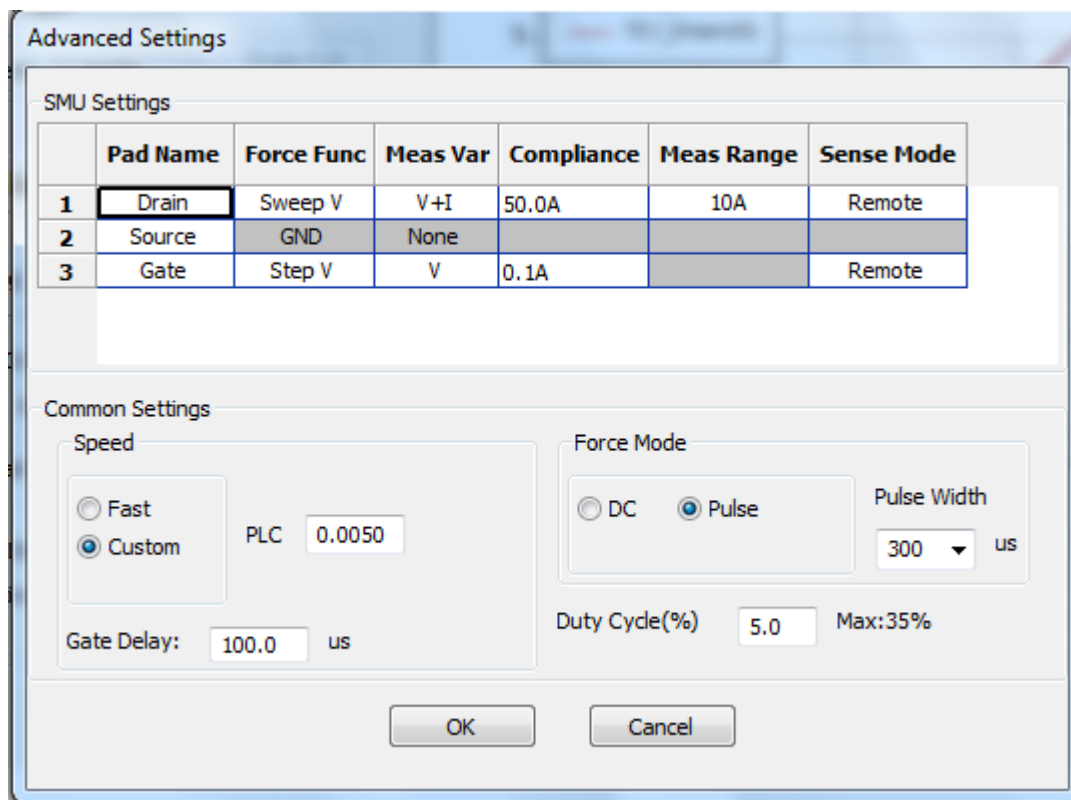 Advanced Settings
SMU Settings
Pad Name Force Func Meas Var Compliance Meas Range Sense Mode
1 Drain Sweep V V+I 50.0A 10A Remote
2 Source GND None
3 Gate Step V V 0.1A Remote
Common Settings
Speed
Fast
Custom
PLC 0.0050
Gate Delay: 100.0 us
Force Mode
DC Pulse
Pulse Width
300 us
Duty Cycle(%) 5.0 Max:35%
OK Cancel